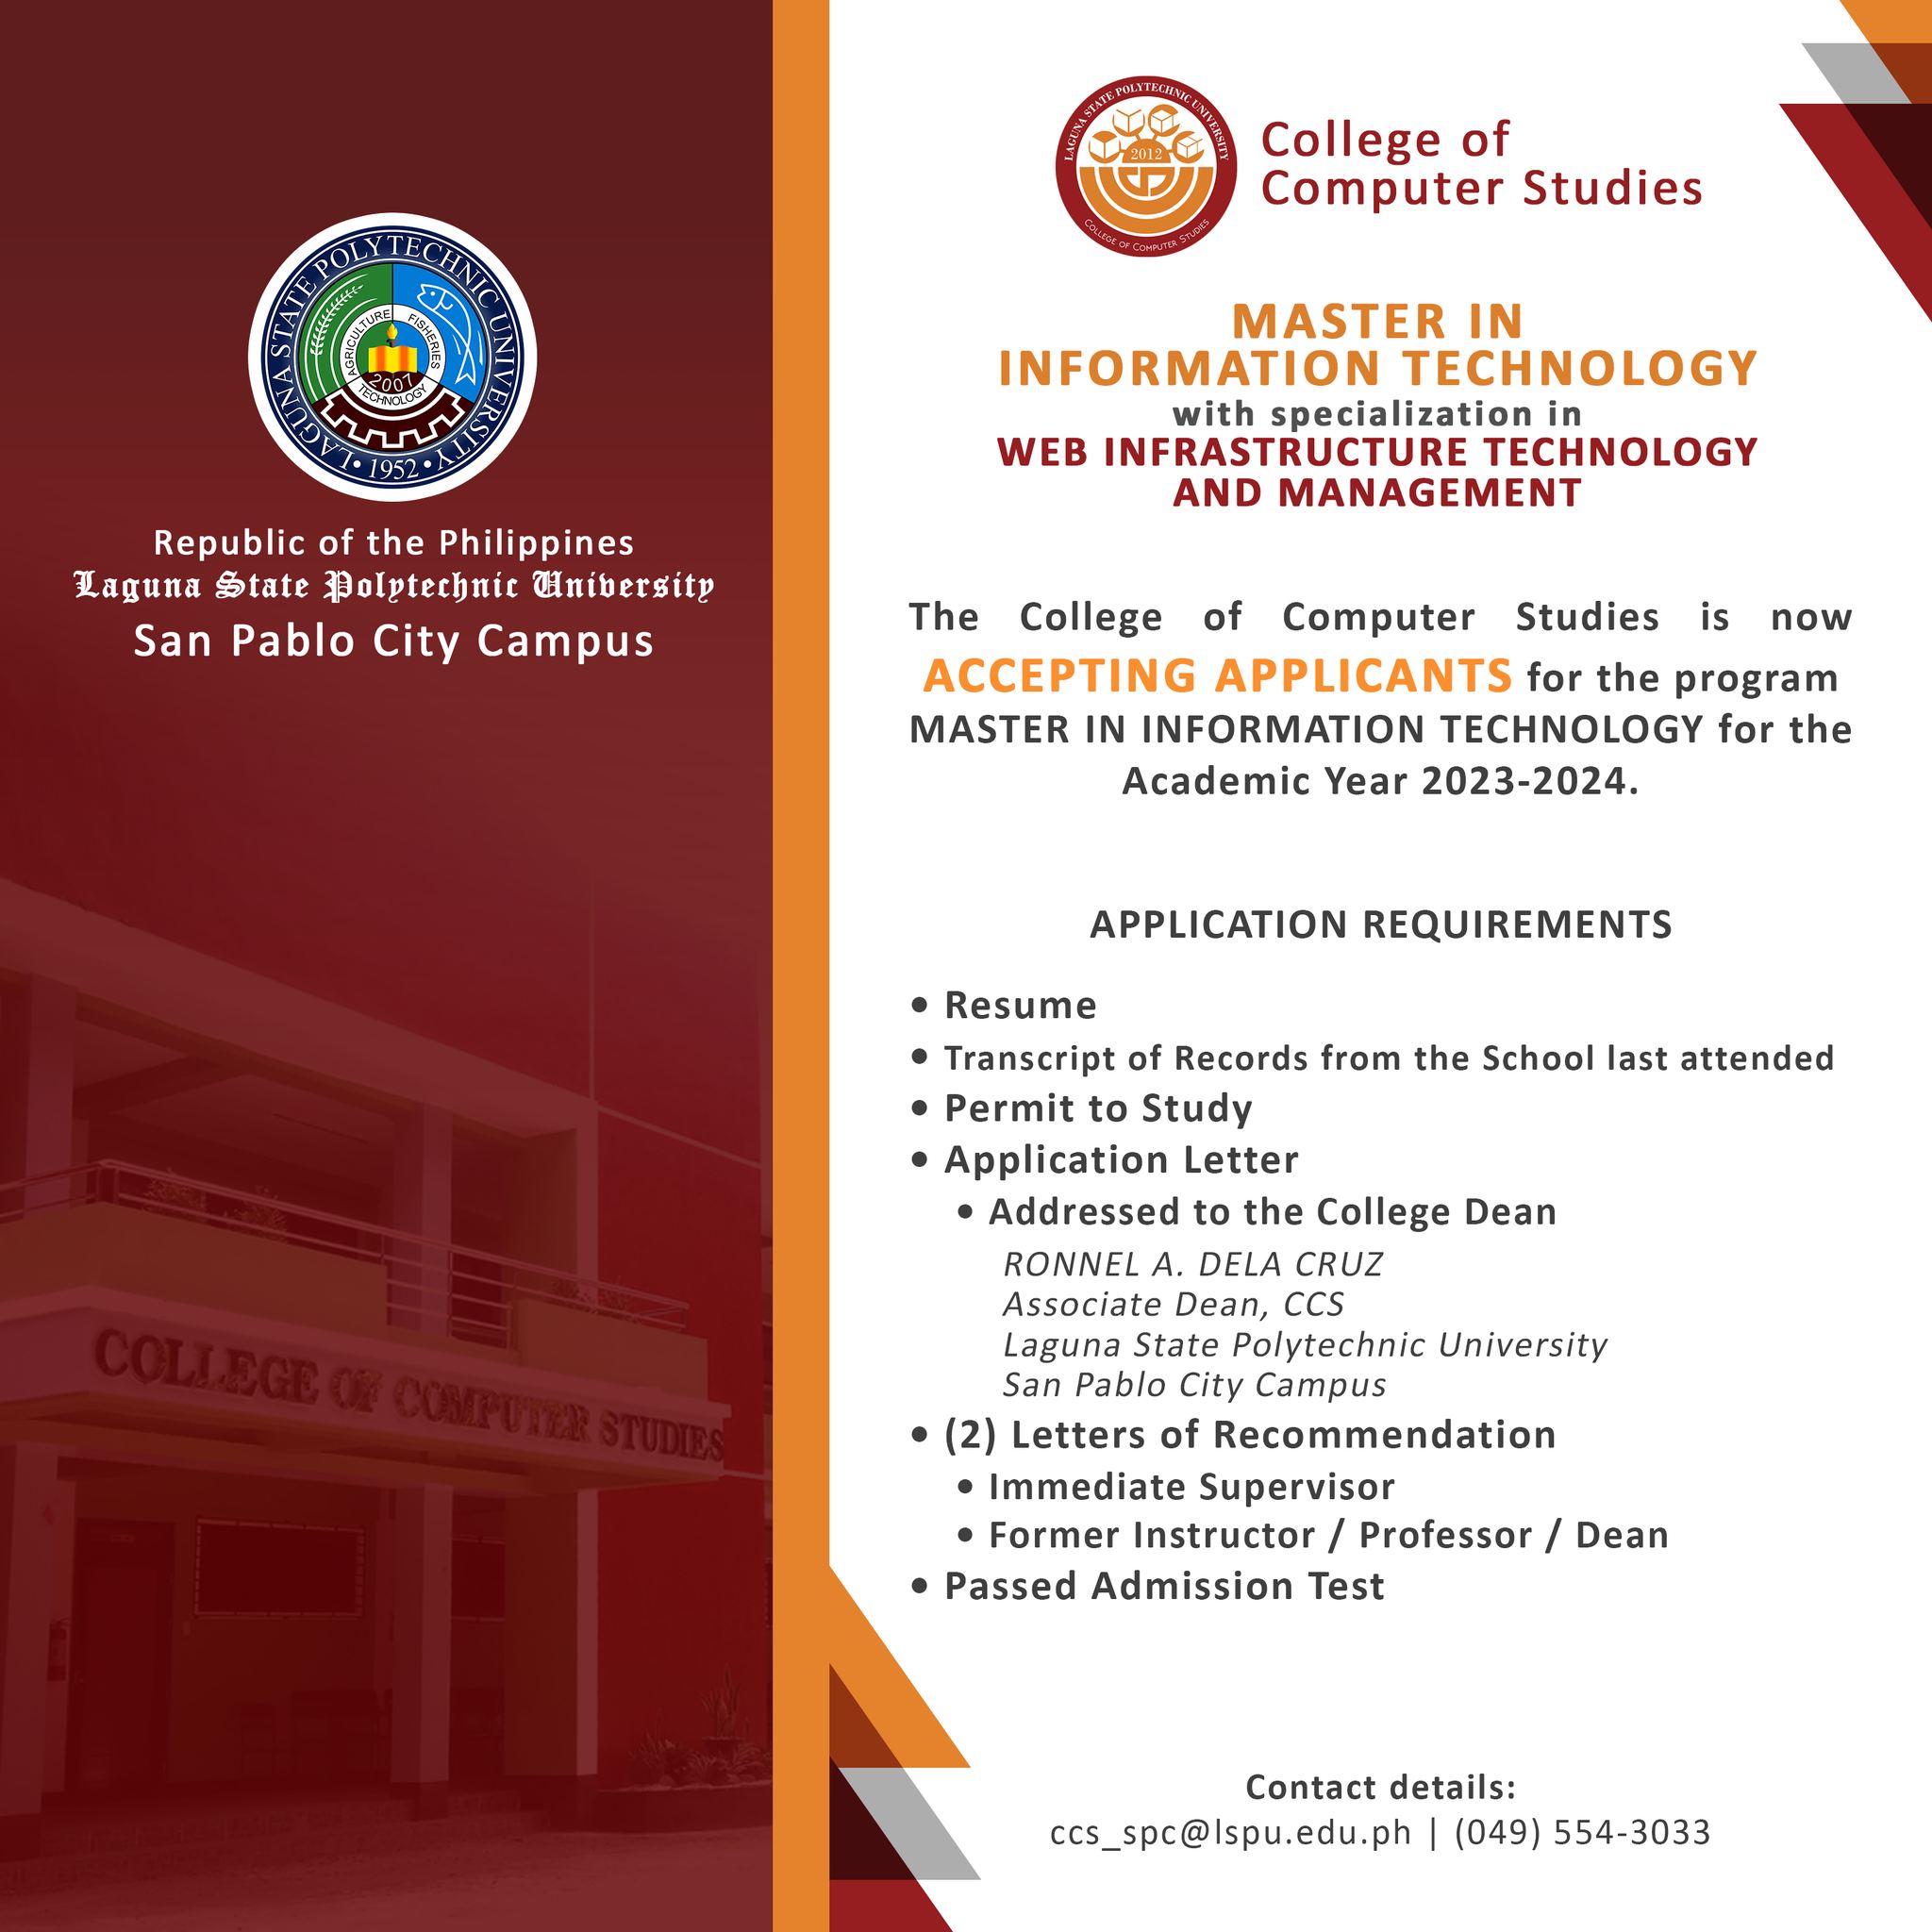 LAGUNA STATE POLYTECHNIC UNIVERSITY
AGRICULTURE
FISHERIES
2007
TECHNOLOGY
• 1952 •
Republic of the Philippines
Laguna State Polytechnic University
San Pablo City Campus
COLLEGE OF COMPUTER STUDIES
LAGUNA STATE POLYTECHNIC UNIVERSITY
2012
COLLEGE OF COMPUTER STUDIES
College of
Computer Studies
MASTER IN
INFORMATION TECHNOLOGY
with specialization in
WEB INFRASTRUCTURE TECHNOLOGY
AND MANAGEMENT
The College of Computer Studies is now
ACCEPTING APPLICANTS for the program
MASTER IN INFORMATION TECHNOLOGY for the
Academic Year 2023-2024.
APPLICATION REQUIREMENTS
• Resume
• Transcript of Records from the School last attended
• Permit to Study
• Application Letter
• Addressed to the College Dean
RONNEL A. DELA CRUZ
Associate Dean, CCS
Laguna State Polytechnic University
San Pablo City Campus
• (2) Letters of Recommendation
• Immediate Supervisor
• Former Instructor / Professor / Dean
• Passed Admission Test
Contact details:
ccs_spc@lspu.edu.ph | (049) 554-3033